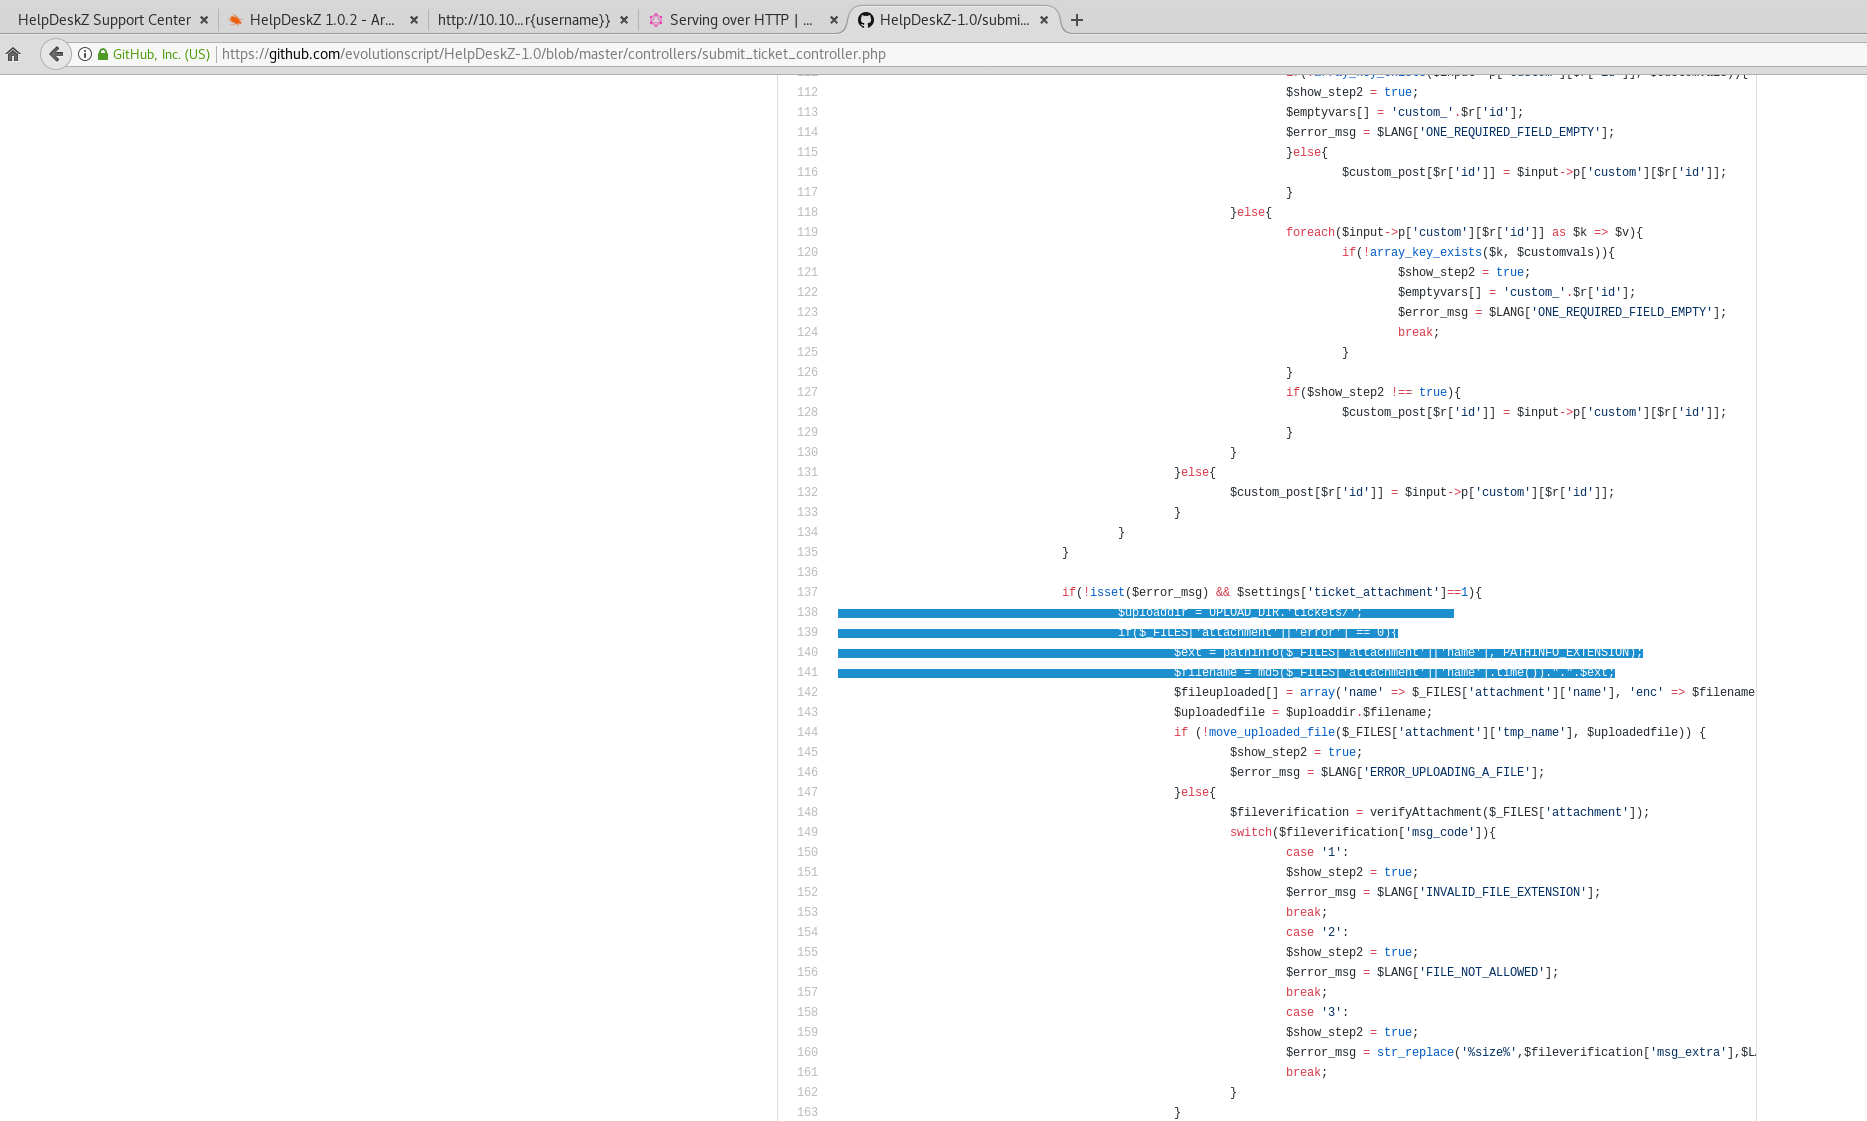 HelpDeskZ Support Center × HelpDeskZ 1.0.2 - Ar... × http://10.10...r{username}} × Serving over HTTP | ... × HelpDeskZ-1.0/submi... × +
GitHub, Inc. (US) https://github.com/evolutionscript/HelpDeskZ-1.0/blob/master/controllers/submit_ticket_controller.php
112 $show_step2 = true;
113 $emptyvars[] = 'custom_'.$r['id'];
114 $error_msg = $LANG['ONE_REQUIRED_FIELD_EMPTY'];
115 }else{
116 $custom_post[$r['id']] = $input->p['custom'][$r['id']];
117 }
118 }else{
119 foreach($input->p['custom'][$r['id']] as $k => $v){
120 if(!array_key_exists($k, $customvals)){
121 $show_step2 = true;
122 $emptyvars[] = 'custom_'.$r['id'];
123 $error_msg = $LANG['ONE_REQUIRED_FIELD_EMPTY'];
124 break;
125 }
126 }
127 if($show_step2 !== true){
128 $custom_post[$r['id']] = $input->p['custom'][$r['id']];
129 }
130 }
131 }else{
132 $custom_post[$r['id']] = $input->p['custom'][$r['id']];
133 }
134 }
135 }
136
137 if(!isset($error_msg) && $settings['ticket_attachment']==1){
138 $uploaddir = UPLOAD_DIR.'tickets/';
139 if($_FILES['attachment']['error'] == 0){
140 $ext = pathinfo($_FILES['attachment']['name'], PATHINFO_EXTENSION);
141 $filename = md5($_FILES['attachment']['name'].time()).".".$ext;
142 $fileuploaded[] = array('name' => $_FILES['attachment']['name'], 'enc' => $filename
143 $uploadedfile = $uploaddir.$filename;
144 if (!move_uploaded_file($_FILES['attachment']['tmp_name'], $uploadedfile)) {
145 $show_step2 = true;
146 $error_msg = $LANG['ERROR_UPLOADING_A_FILE'];
147 }else{
148 $fileverification = verifyAttachment($_FILES['attachment']);
149 switch($fileverification['msg_code']){
150 case '1':
151 $show_step2 = true;
152 $error_msg = $LANG['INVALID_FILE_EXTENSION'];
153 break;
154 case '2':
155 $show_step2 = true;
156 $error_msg = $LANG['FILE_NOT_ALLOWED'];
157 break;
158 case '3':
159 $show_step2 = true;
160 $error_msg = str_replace('%size%',$fileverification['msg_extra'],$L
161 break;
162 }
163 }